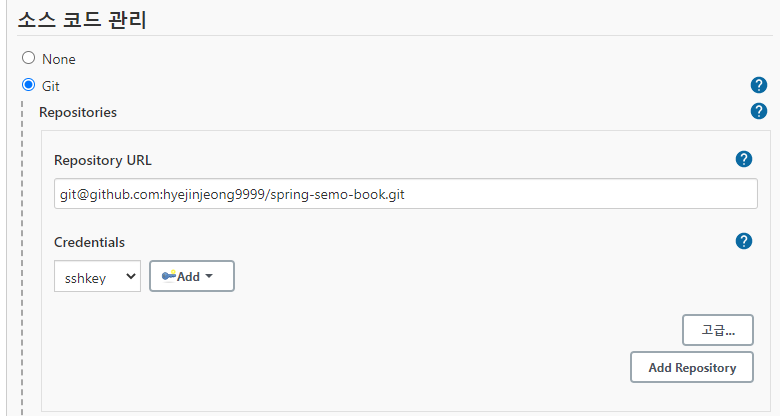 소스 코드 관리
None
Git
?
Repositories
?
Repository URL
?
git@github.com:hyejinjeong9999/spring-semo-book.git
Credentials
?
sshkey
Add
고급...
Add Repository